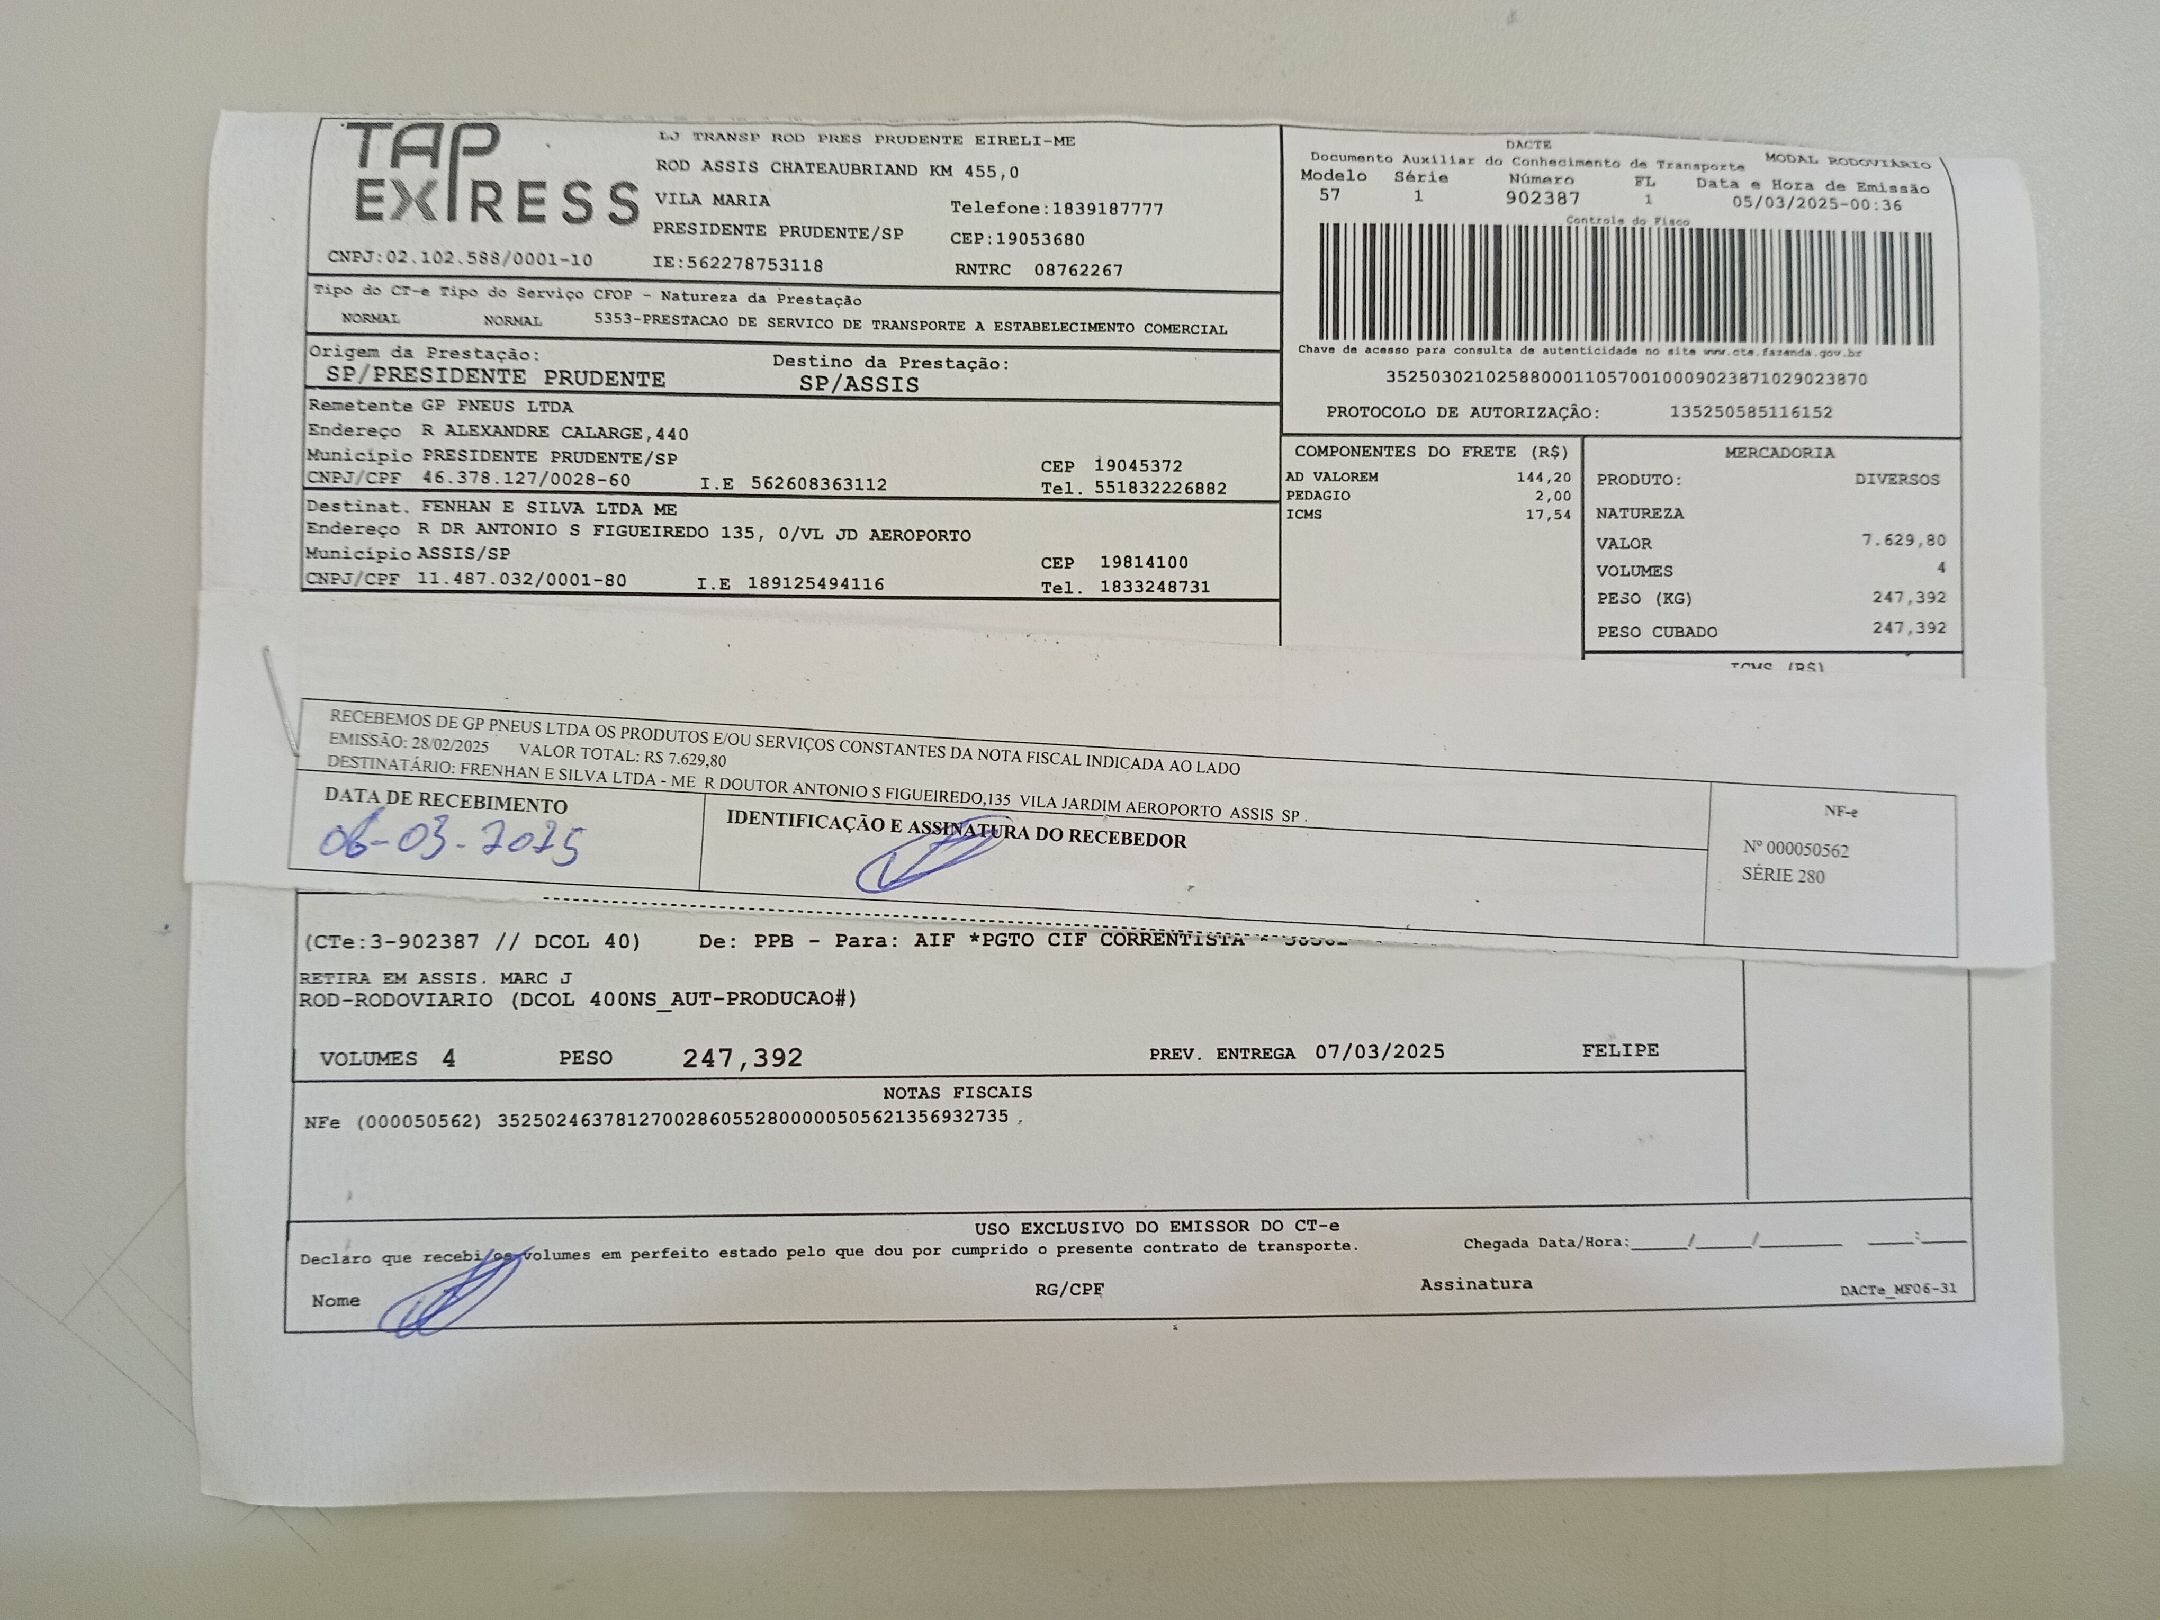 TAP EXPRESS
LJ TRANSP ROD PRES PRUDENTE EIRELI-ME
ROD ASSIS CHATEAUBRIAND KM 455,0
VILA MARIA Telefone:1839187777
PRESIDENTE PRUDENTE/SP CEP:19053680
CNPJ:02.102.588/0001-10 IE:562278753118 RNTRC 08762267
DACTE
Documento Auxiliar do Conhecimento de Transporte MODAL RODOVIÁRIO
Modelo Série Número FL Data e Hora de Emissão
57 1 902387 1 05/03/2025-00:36
Controle do Fisco
Chave de acesso para consulta de autenticidade no site www.cte.fazenda.gov.br
35250302102588000110570010009023871029023870
PROTOCOLO DE AUTORIZAÇÃO: 135250585116152
Tipo do CT-e Tipo do Serviço CFOP - Natureza da Prestação
NORMAL NORMAL 5353-PRESTACAO DE SERVICO DE TRANSPORTE A ESTABELECIMENTO COMERCIAL
Origem da Prestação: Destino da Prestação:
SP/PRESIDENTE PRUDENTE SP/ASSIS
Remetente GP PNEUS LTDA
Endereço R ALEXANDRE CALARGE,440
Município PRESIDENTE PRUDENTE/SP CEP 19045372
CNPJ/CPF 46.378.127/0028-60 I.E 562608363112 Tel. 551832226882
Destinat. FENHAN E SILVA LTDA ME
Endereço R DR ANTONIO S FIGUEIREDO 135, 0/VL JD AEROPORTO
Município ASSIS/SP CEP 19814100
CNPJ/CPF 11.487.032/0001-80 I.E 189125494116 Tel. 1833248731
COMPONENTES DO FRETE (R$)
AD VALOREM 144,20
PEDAGIO 2,00
ICMS 17,54
MERCADORIA
PRODUTO: DIVERSOS
NATUREZA
VALOR 7.629,80
VOLUMES 4
PESO (KG) 247,392
PESO CUBADO 247,392
ICMS (R$)
RECEBEMOS DE GP PNEUS LTDA OS PRODUTOS E/OU SERVIÇOS CONSTANTES DA NOTA FISCAL INDICADA AO LADO
EMISSÃO: 28/02/2025 VALOR TOTAL: R$ 7.629,80
DESTINATÁRIO: FRENHAN E SILVA LTDA - ME R DOUTOR ANTONIO S FIGUEIREDO,135 VILA JARDIM AEROPORTO ASSIS SP .
DATA DE RECEBIMENTO IDENTIFICAÇÃO E ASSINATURA DO RECEBEDOR
06-03-2025
NF-e
Nº 000050562
SÉRIE 280
(CTe:3-902387 // DCOL 40) De: PPB - Para: AIF *PGTO CIF CORRENTISTA -
RETIRA EM ASSIS. MARC J
ROD-RODOVIARIO (DCOL 400NS_AUT-PRODUCAO#)
VOLUMES 4 PESO 247,392 PREV. ENTREGA 07/03/2025 FELIPE
NOTAS FISCAIS
NFe (000050562) 35250246378127002860552800000505621356932735 ,
USO EXCLUSIVO DO EMISSOR DO CT-e
Declaro que recebi os volumes em perfeito estado pelo que dou por cumprido o presente contrato de transporte. Chegada Data/Hora:____/____/______ ___:___
Nome RG/CPF Assinatura DACTe_MF06-31